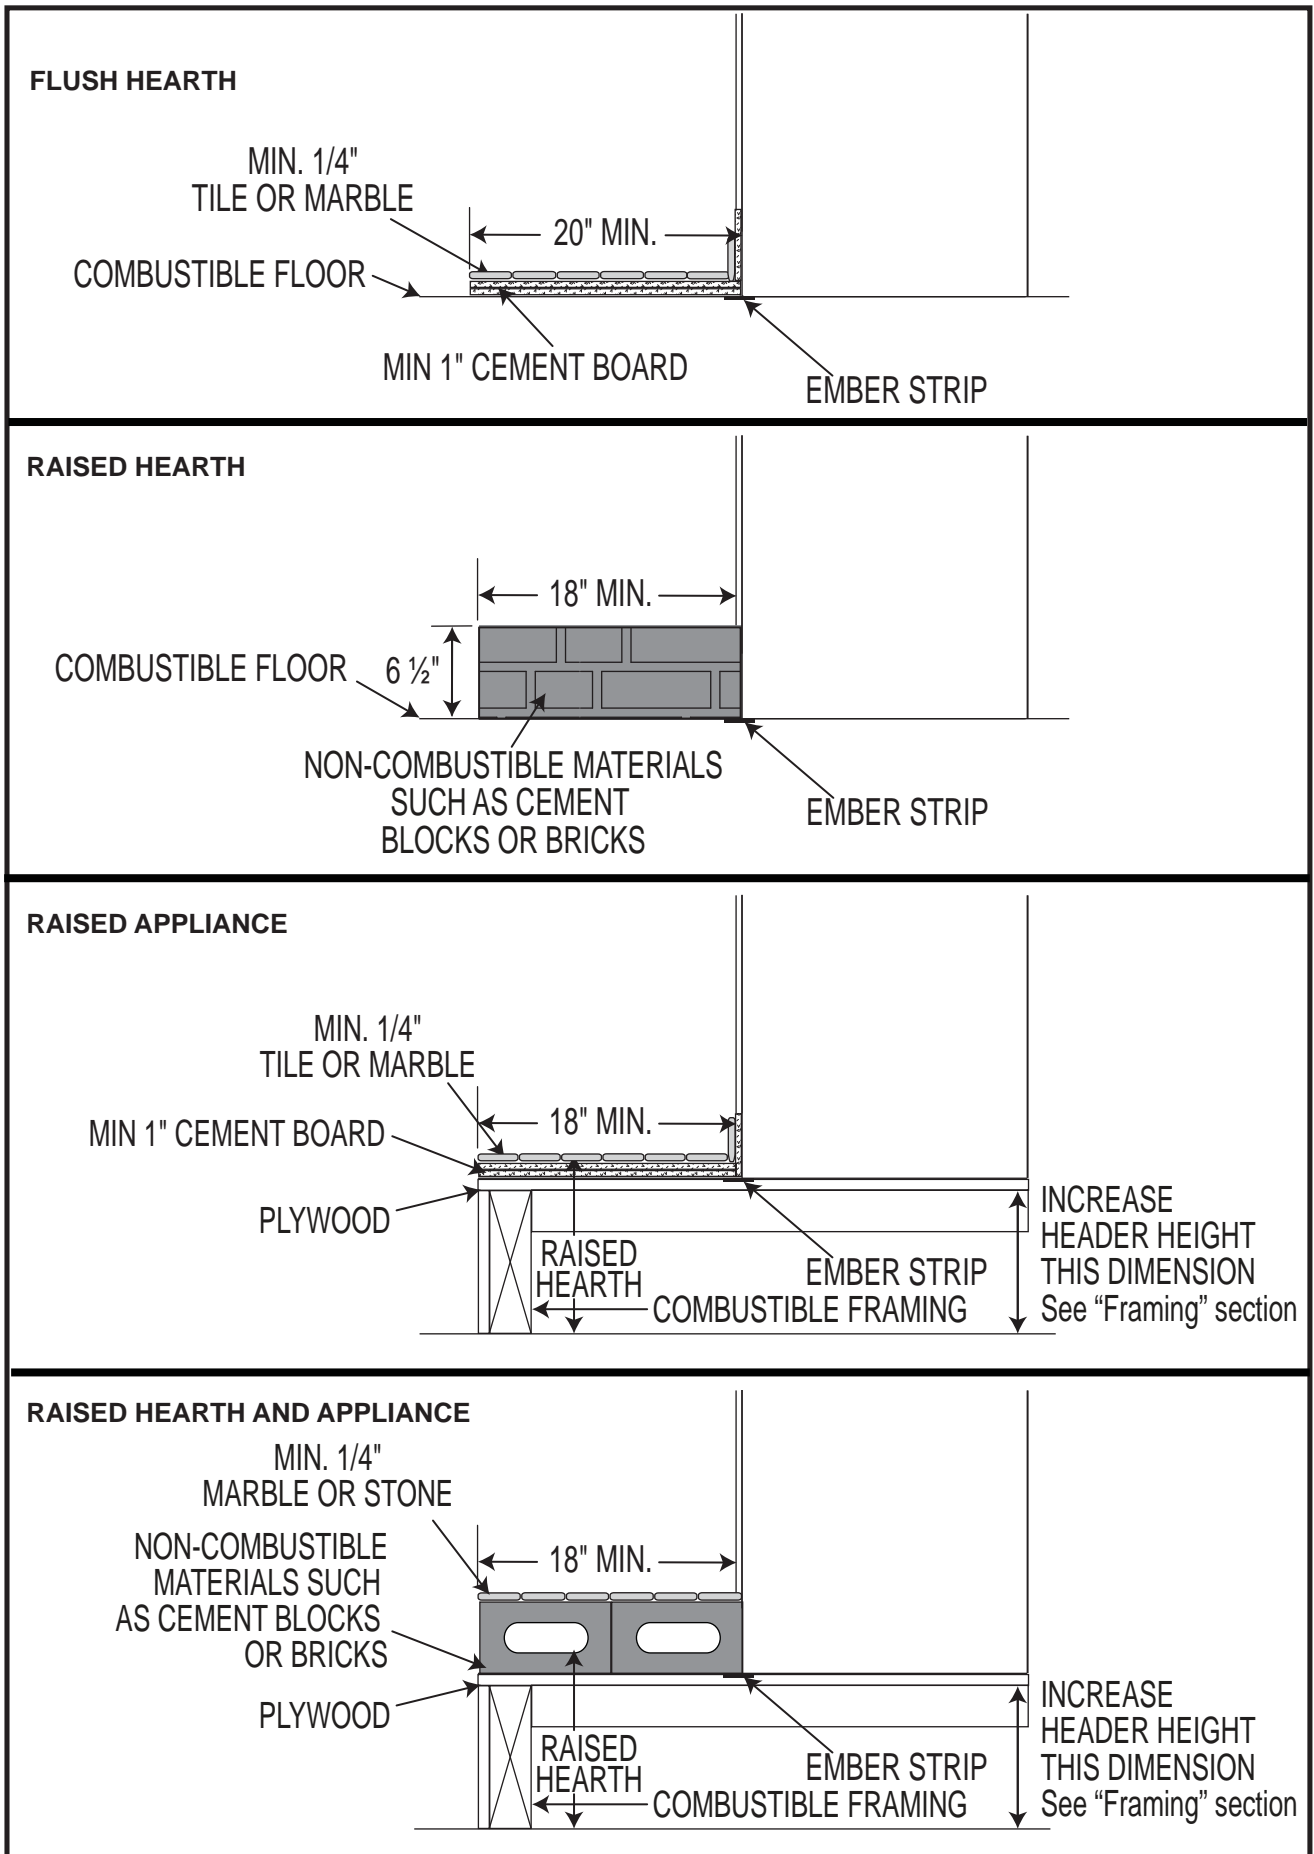 FLUSH HEARTH
MIN. 1/4"
TILE OR MARBLE
20" MIN.
COMBUSTIBLE FLOOR
MIN 1" CEMENT BOARD
EMBER STRIP
RAISED HEARTH
18" MIN.
COMBUSTIBLE FLOOR
6 ½"
NON-COMBUSTIBLE MATERIALS
SUCH AS CEMENT
BLOCKS OR BRICKS
EMBER STRIP
RAISED APPLIANCE
MIN. 1/4"
TILE OR MARBLE
18" MIN.
MIN 1" CEMENT BOARD
PLYWOOD
RAISED
HEARTH
EMBER STRIP
COMBUSTIBLE FRAMING
INCREASE
HEADER HEIGHT
THIS DIMENSION
See “Framing” section
RAISED HEARTH AND APPLIANCE
MIN. 1/4"
MARBLE OR STONE
18" MIN.
NON-COMBUSTIBLE
MATERIALS SUCH
AS CEMENT BLOCKS
OR BRICKS
PLYWOOD
RAISED
HEARTH
EMBER STRIP
COMBUSTIBLE FRAMING
INCREASE
HEADER HEIGHT
THIS DIMENSION
See “Framing” section